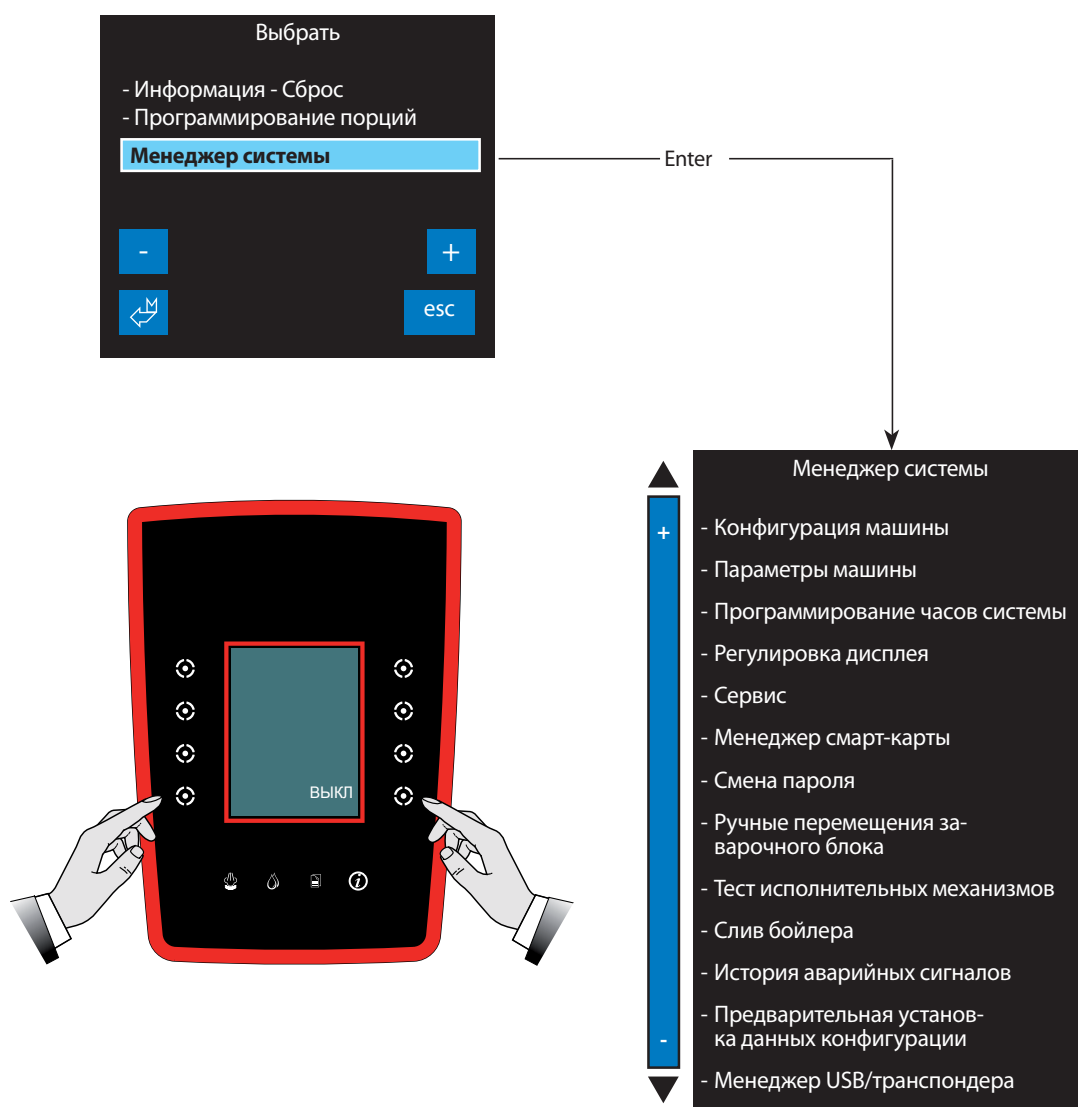 Выбрать
- Информация - Сброс
- Программирование порций
Менеджер системы
Enter
-
+
M
esc
Менеджер системы
+
- Конфигурация машины
- Параметры машины
- Программирование часов системы
- Регулировка дисплея
- Сервис
- Менеджер смарт-карты
- Смена пароля
- Ручные перемещения за-
варочного блока
- Тест исполнительных механизмов
- Слив бойлера
- История аварийных сигналов
- Предварительная установ-
ка данных конфигурации
-
- Менеджер USB/транспондера
ВЫКЛ
i